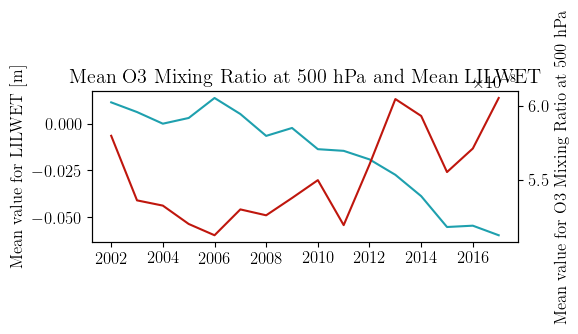 Mean O3 Mixing Ratio at 500 hPa and Mean LILWET
Mean value for LILWET [m]
0.000
−0.025
−0.050
2002 2004 2006 2008 2010 2012 2014 2016
6.0
5.5
Mean value for O3 Mixing Ratio at 500 hPa